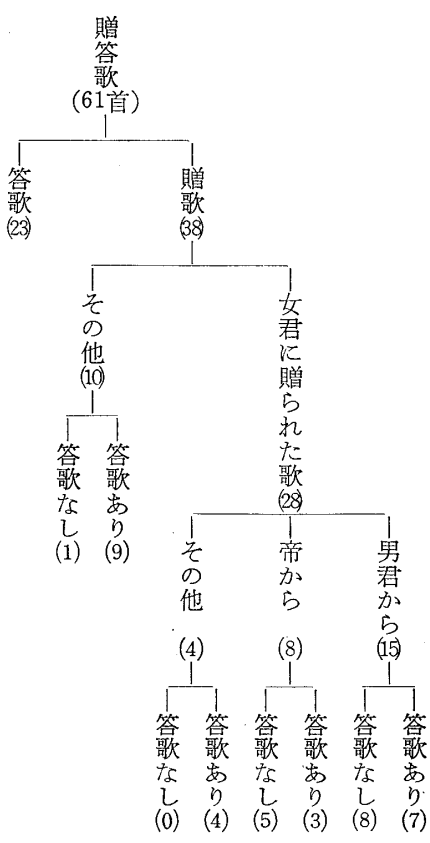 贈答歌(61首)
贈歌(38)
答歌(23)
女君に贈られた歌(28)
その他(10)
男君から(15)
帝から(8)
その他(4)
答歌あり(9)
答歌なし(1)
答歌あり(7)
答歌なし(8)
答歌あり(3)
答歌なし(5)
答歌あり(4)
答歌なし(0)